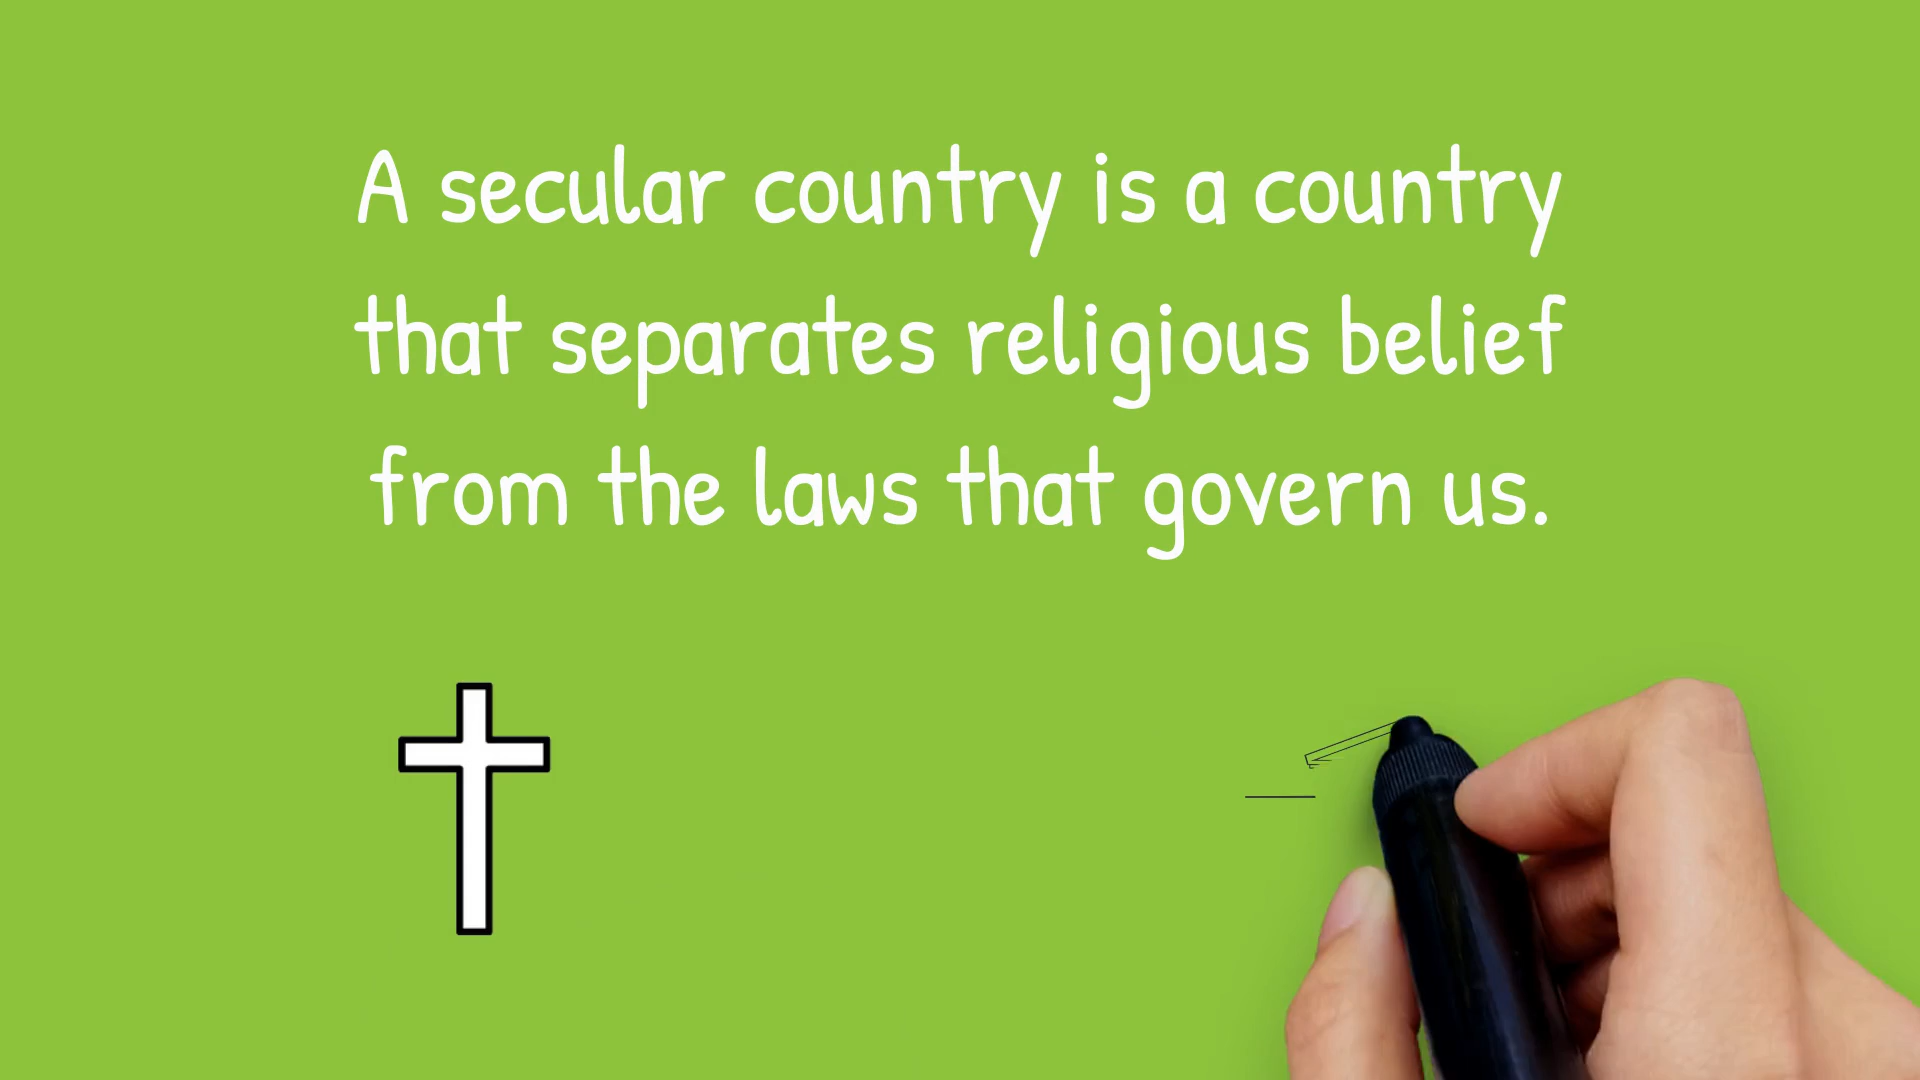 A secular country is a country
that separates religious belief
from the laws that govern us.